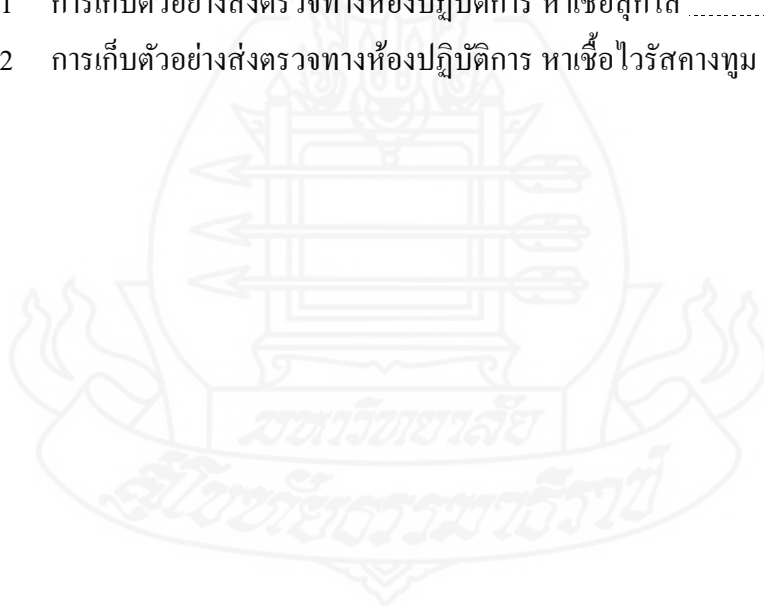 1 การเก็บตัวอย่างส่งตรวจทางห้องปฏิบัติการ หาเชื้อสุกใส
2 การเก็บตัวอย่างส่งตรวจทางห้องปฏิบัติการ หาเชื้อไวรัสคางทูม
มหาวิทยาลัย
สุโขทัยธรรมาธิราช